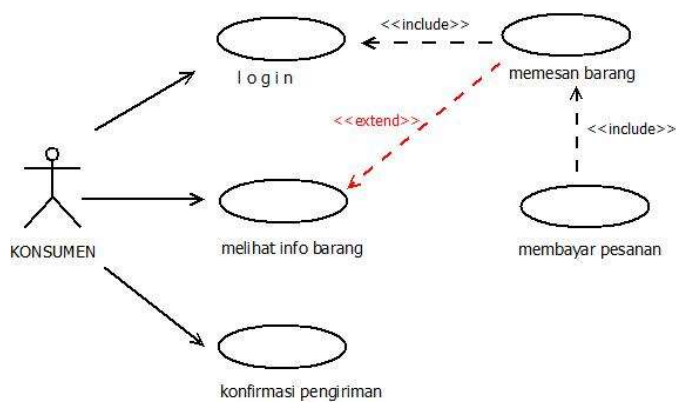 <<include>>
login
memesan barang
<<extend>>
<<include>>
KONSUMEN
melihat info barang
membayar pesanan
konfirmasi pengiriman